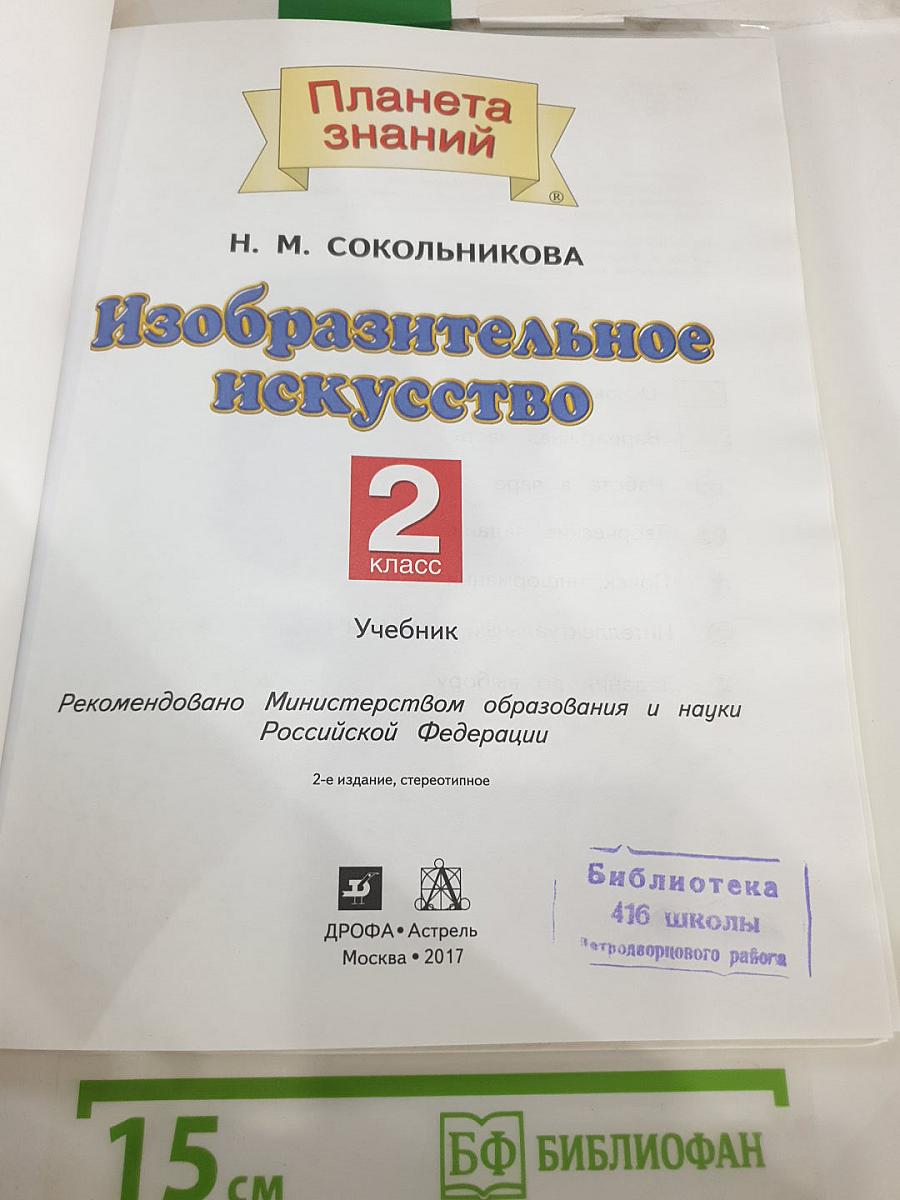 Планета
знаний
®
Н. М. СОКОЛЬНИКОВА
Изобразительное
искусство
2
класс
Учебник
Рекомендовано Министерством образования и науки
Российской Федерации
2-е издание, стереотипное
ДРОФА • Астрель
Москва • 2017
Библиотека
416 школы
Петродворцового района
15 см
БФ БИБЛИОФАН